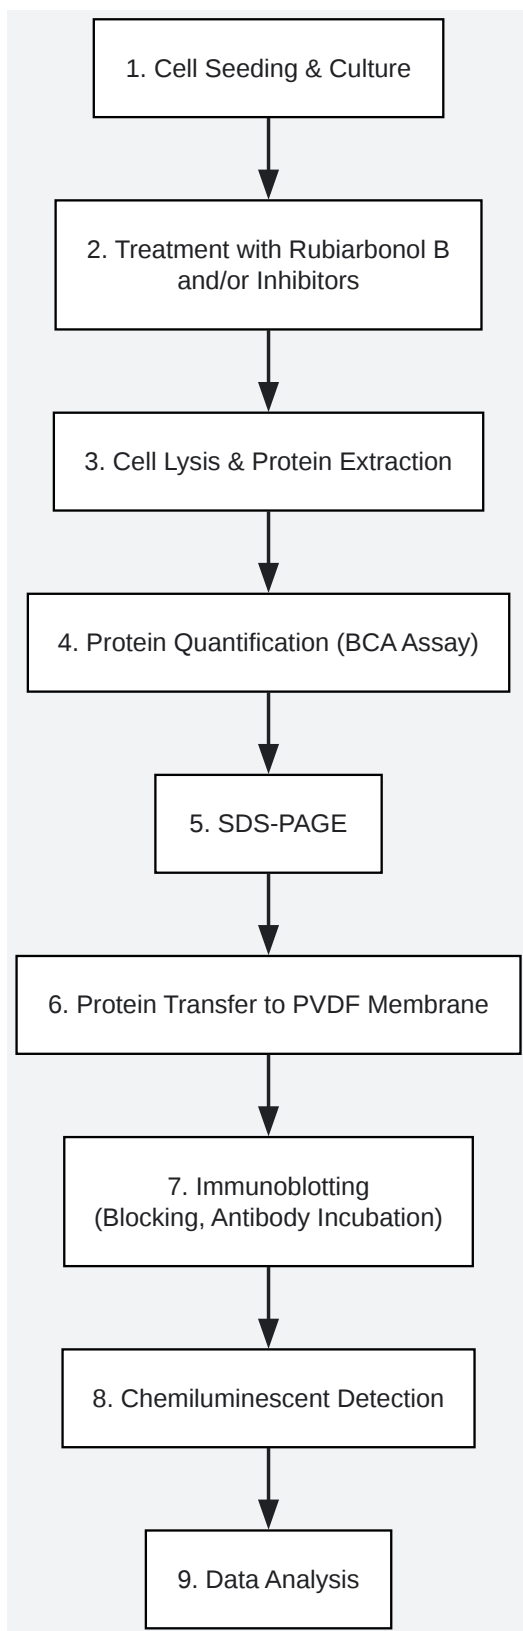 1. Cell Seeding & Culture
2. Treatment with Rubiarbonol B
and/or Inhibitors
3. Cell Lysis & Protein Extraction
4. Protein Quantification (BCA Assay)
5. SDS-PAGE
6. Protein Transfer to PVDF Membrane
7. Immunoblotting
(Blocking, Antibody Incubation)
8. Chemiluminescent Detection
9. Data Analysis